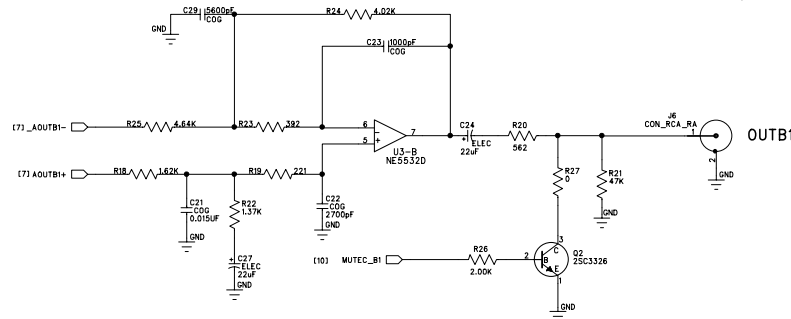 C29 5600pF
COG
GND
R24 4.02K
C23 1000pF
COG
[7] _AOUTB1-
R25 4.64K
R23 392
6
5
7
U3-B
NE5532D
C24
ELEC
22uF
R20
562
J6
CON_RCA_RA
1
2
OUTB1
GND
[7] AOUTB1+
R18 1.62K
R19 221
C21
COG
0.015UF
GND
R22
1.37K
C22
COG
2700pF
GND
R27
0
R21
47K
GND
C27
ELEC
22uF
GND
[10] MUTEC_B1
R26
2.00K
2
3
C
B
E
1
Q2
2SC3326
GND